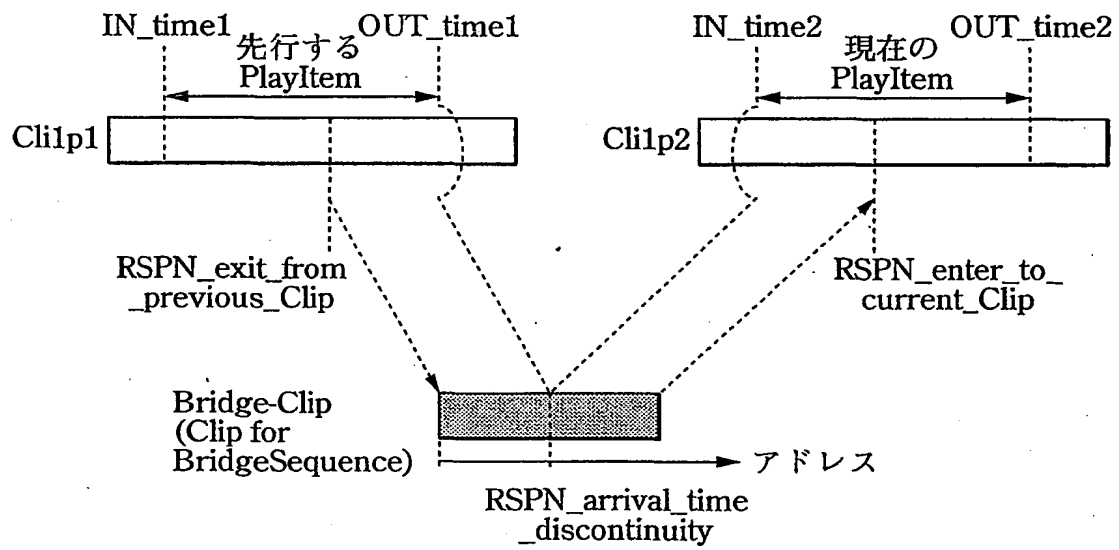 IN_time1
先行する
PlayItem
OUT_time1
IN_time2
現在の
PlayItem
OUT_time2
Cli1p1
Cli1p2
RSPN_exit_from
_previous_Clip
RSPN_enter_to_
current_Clip
Bridge-Clip
(Clip for
BridgeSequence)
アドレス
RSPN_arrival_time
_discontinuity